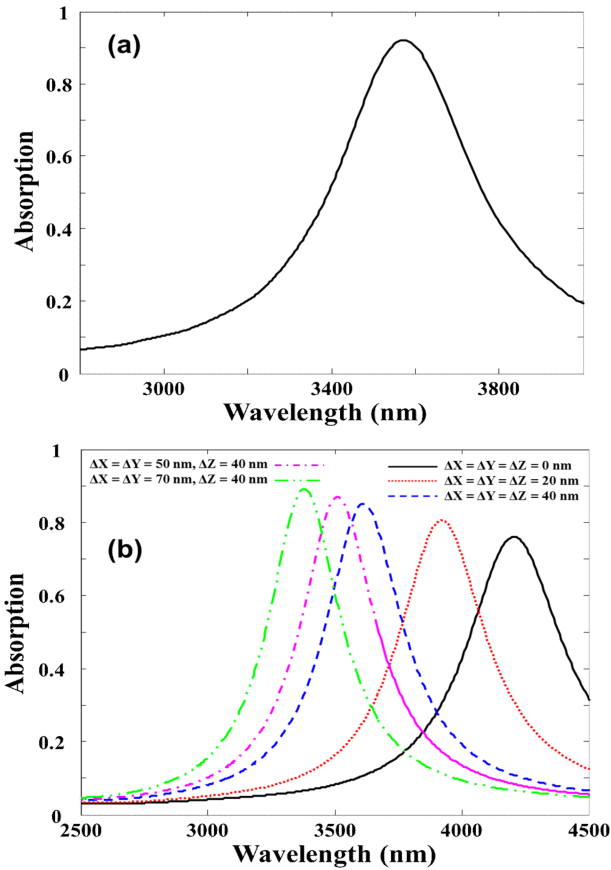 (a)
Absorption
1
0.8
0.6
0.4
0.2
0
3000 3400 3800
Wavelength (nm)
(b)
Absorption
1
0.8
0.6
0.4
0.2
0
ΔX = ΔY = 50 nm, ΔZ = 40 nm
ΔX = ΔY = 70 nm, ΔZ = 40 nm
ΔX = ΔY = ΔZ = 0 nm
ΔX = ΔY = ΔZ = 20 nm
ΔX = ΔY = ΔZ = 40 nm
2500 3000 3500 4000 4500
Wavelength (nm)